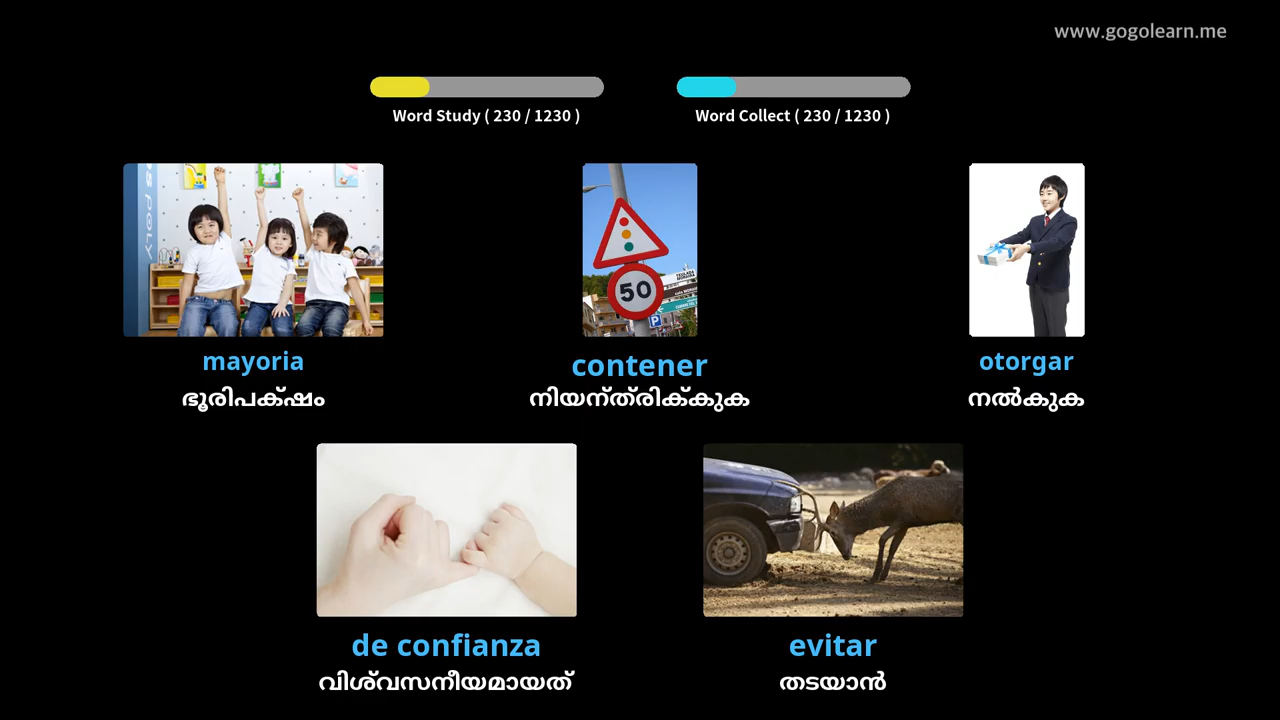 www.gogolearn.me
Word Study ( 230 / 1230 )
Word Collect ( 230 / 1230 )
50
P
mayoria
contener
otorgar
ഭൂരിപക്ഷം
നിയന്ത്രിക്കുക
നൽകുക
de confianza
evitar
വിശ്വസനീയമായത്
തടയാൻ